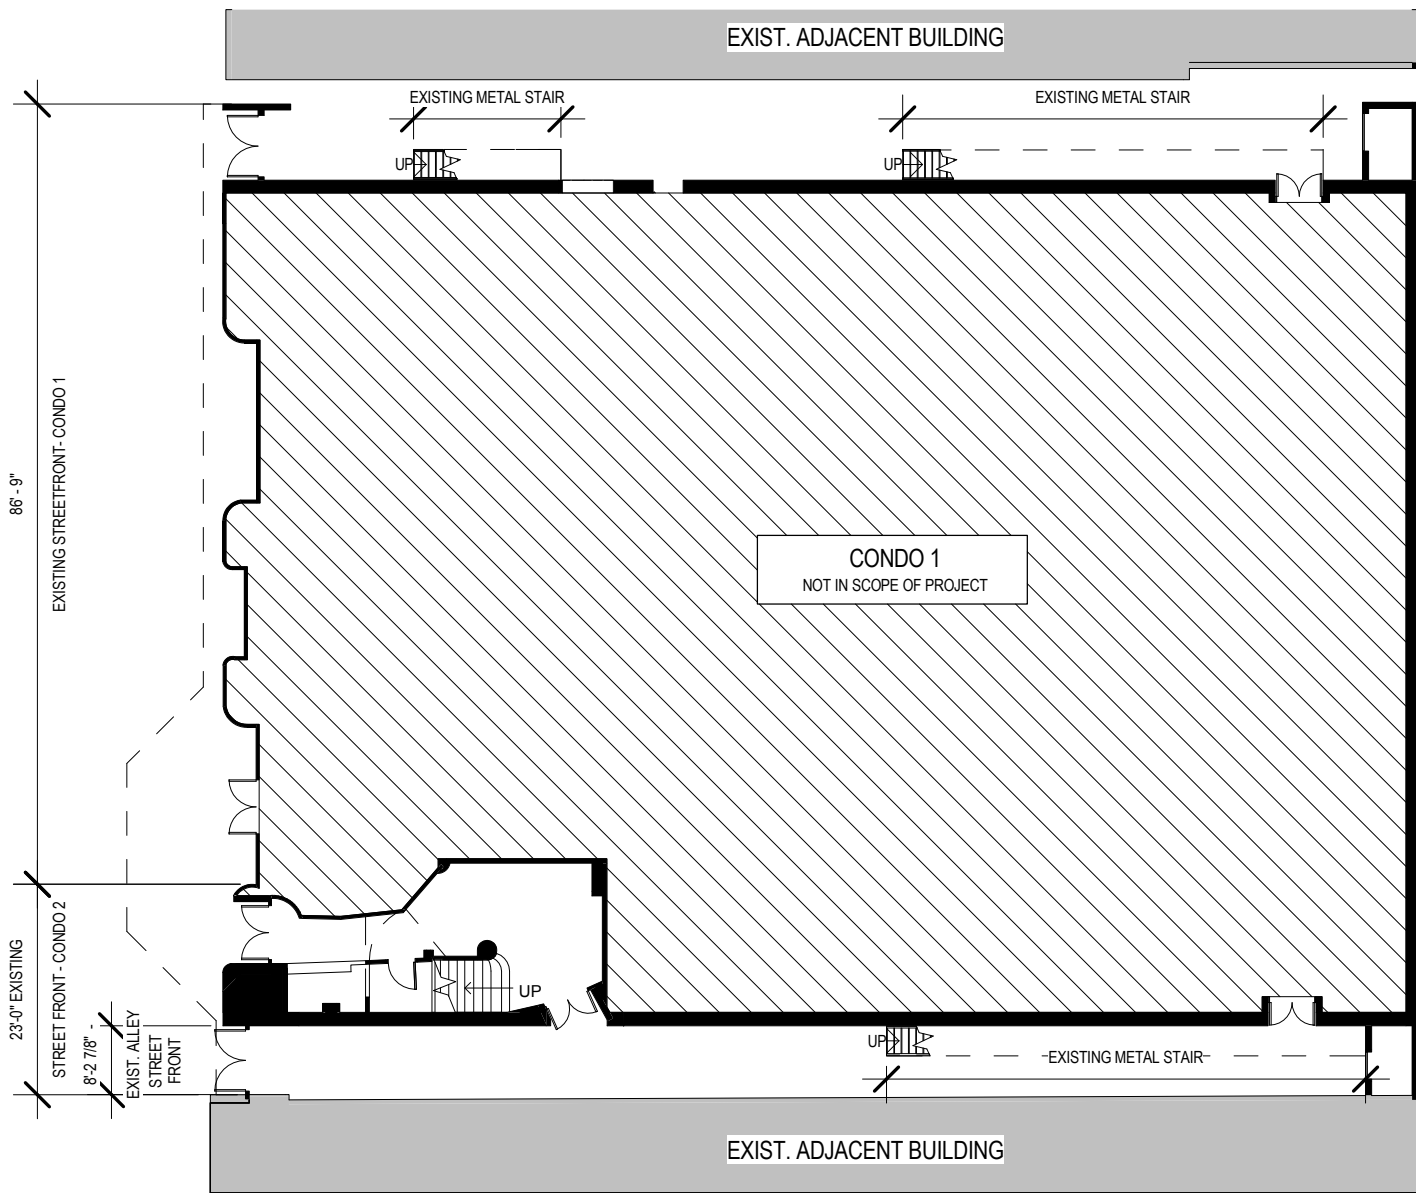 EXIST. ADJACENT BUILDING
EXISTING METAL STAIR
EXISTING METAL STAIR
UP
UP
86' - 9"
EXISTING STREETFRONT- CONDO 1
CONDO 1
NOT IN SCOPE OF PROJECT
23'-0" EXISTING
STREET FRONT - CONDO 2
8'-2 7/8" -
EXIST. ALLEY
STREET
FRONT
UP
UP
EXISTING METAL STAIR
EXIST. ADJACENT BUILDING